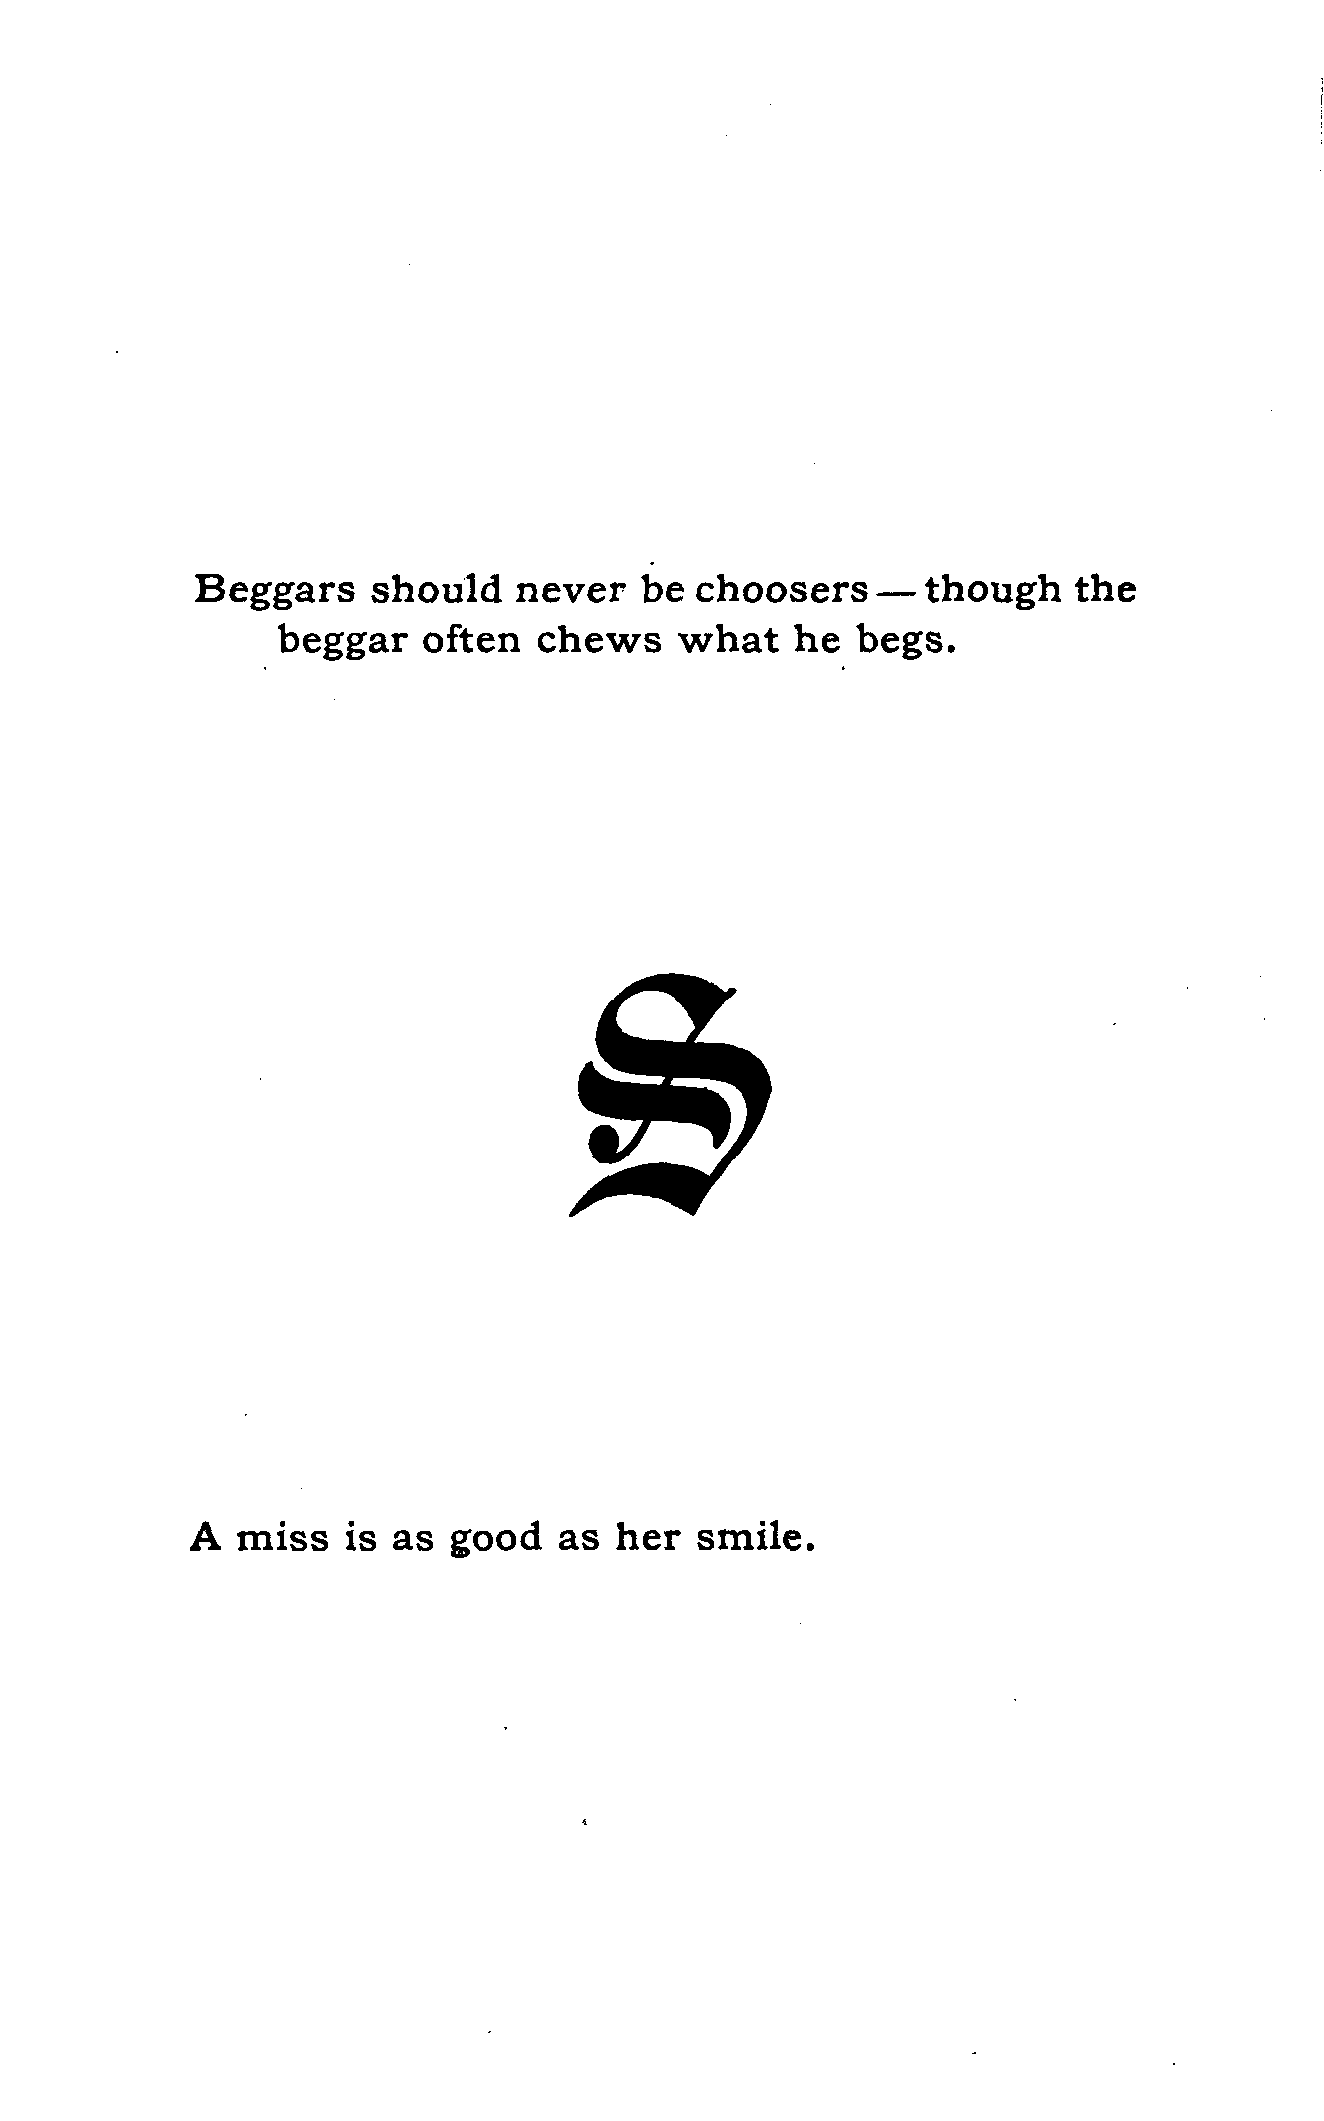 Beggars should never be choosers — though the
beggar often chews what he begs.
S
A miss is as good as her smile.